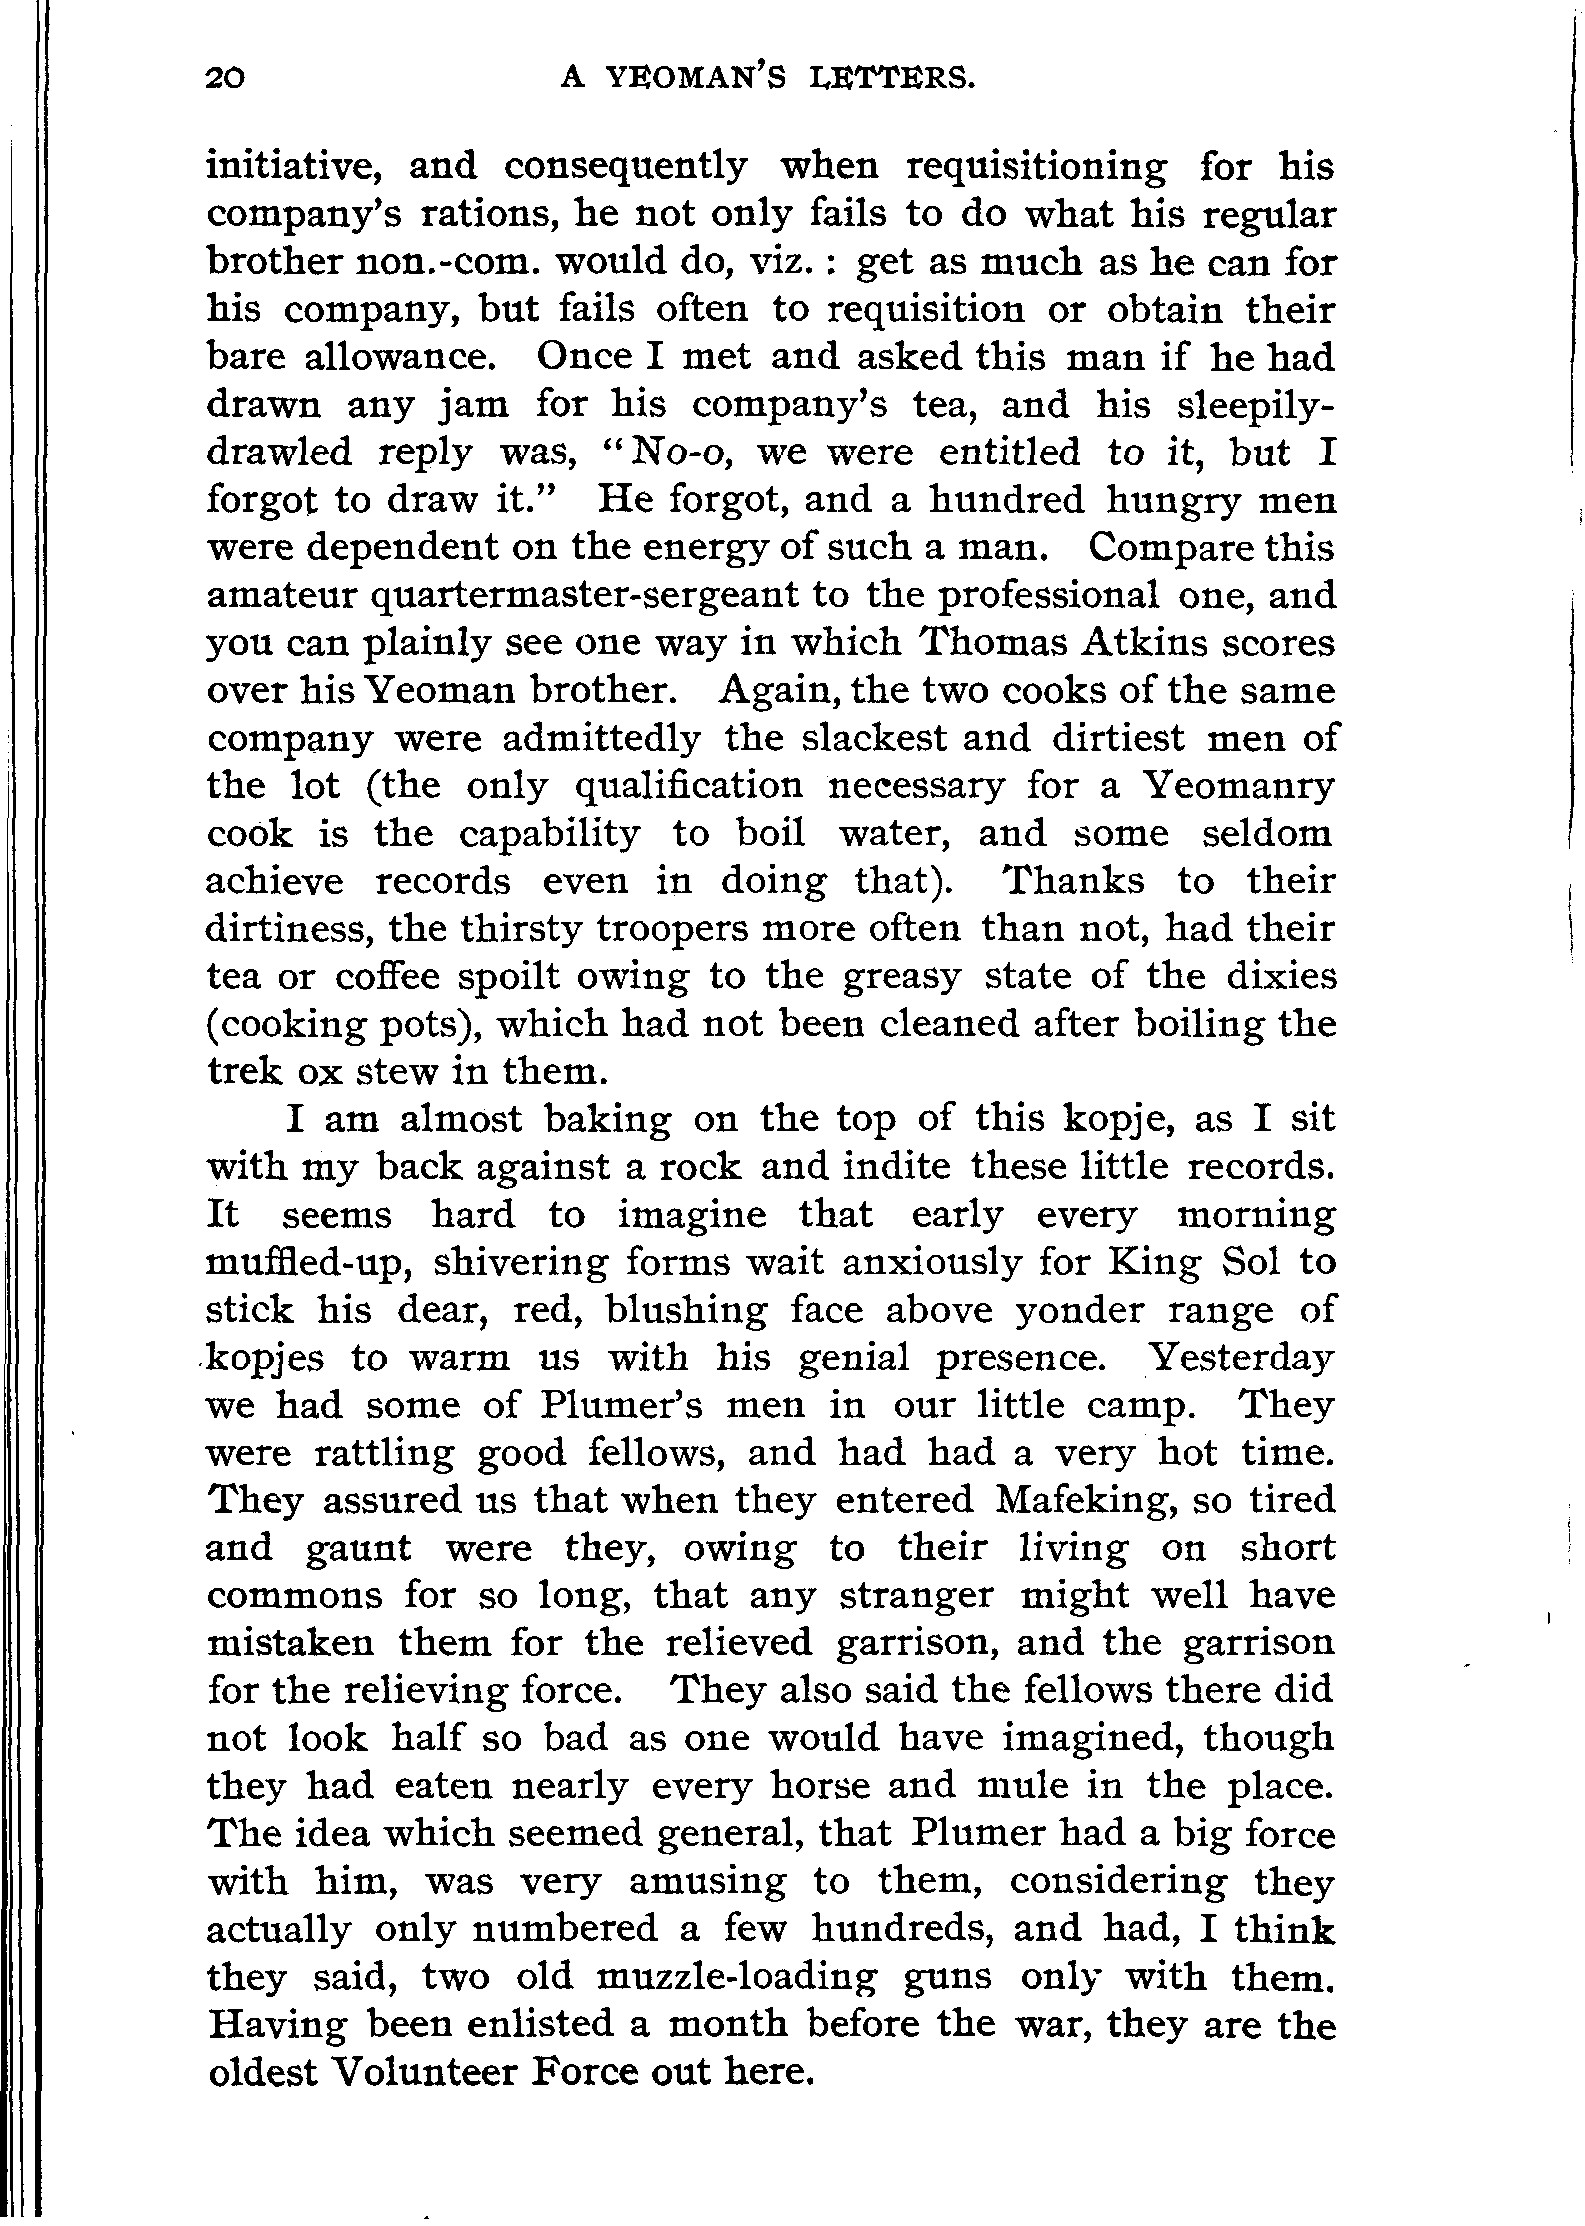 20 A YEOMAN'S LETTERS.
initiative, and consequently when requisitioning for his
company's rations, he not only fails to do what his regular
brother non.-com. would do, viz. : get as much as he can for
his company, but fails often to requisition or obtain their
bare allowance. Once I met and asked this man if he had
drawn any jam for his company's tea, and his sleepily-
drawled reply was, “No-o, we were entitled to it, but I
forgot to draw it.” He forgot, and a hundred hungry men
were dependent on the energy of such a man. Compare this
amateur quartermaster-sergeant to the professional one, and
you can plainly see one way in which Thomas Atkins scores
over his Yeoman brother. Again, the two cooks of the same
company were admittedly the slackest and dirtiest men of
the lot (the only qualification necessary for a Yeomanry
cook is the capability to boil water, and some seldom
achieve records even in doing that). Thanks to their
dirtiness, the thirsty troopers more often than not, had their
tea or coffee spoilt owing to the greasy state of the dixies
(cooking pots), which had not been cleaned after boiling the
trek ox stew in them.
I am almost baking on the top of this kopje, as I sit
with my back against a rock and indite these little records.
It seems hard to imagine that early every morning
muffled-up, shivering forms wait anxiously for King Sol to
stick his dear, red, blushing face above yonder range of
kopjes to warm us with his genial presence. Yesterday
we had some of Plumer's men in our little camp. They
were rattling good fellows, and had had a very hot time.
They assured us that when they entered Mafeking, so tired
and gaunt were they, owing to their living on short
commons for so long, that any stranger might well have
mistaken them for the relieved garrison, and the garrison
for the relieving force. They also said the fellows there did
not look half so bad as one would have imagined, though
they had eaten nearly every horse and mule in the place.
The idea which seemed general, that Plumer had a big force
with him, was very amusing to them, considering they
actually only numbered a few hundreds, and had, I think
they said, two old muzzle-loading guns only with them.
Having been enlisted a month before the war, they are the
oldest Volunteer Force out here.